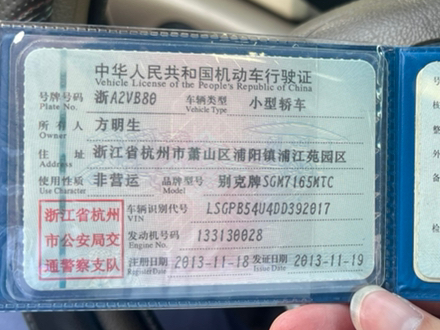 中华人民共和国机动车行驶证
Vehicle License of the People's Republic of China
号牌号码 浙A2VB80 车辆类型 小型轿车
Plate No. Vehicle Type
所有人 方明生
Owner
住址 浙江省杭州市萧山区浦阳镇浦江苑园区
Address
使用性质 非营运 品牌型号 别克牌SGM7165MTC
Use Character Model
浙江省杭州市公安局交通警察支队
车辆识别代号 LSGPB54U4DD392017
VIN
发动机号码 133130028
Engine No.
注册日期 2013-11-18 发证日期 2013-11-19
Register Date Issue Date